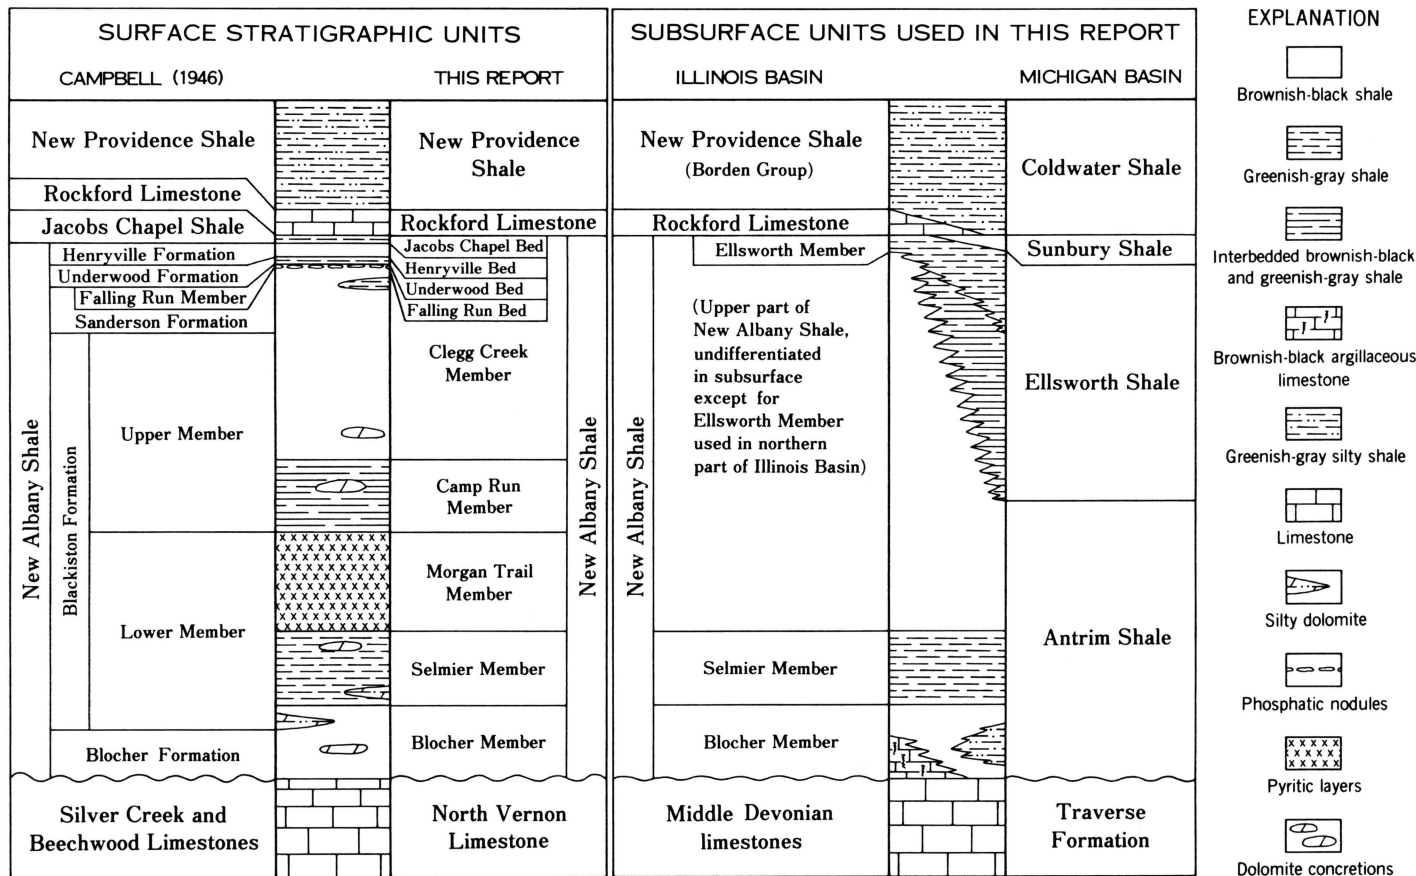 SURFACE STRATIGRAPHIC UNITS
CAMPBELL (1946)
THIS REPORT
New Providence Shale
Rockford Limestone
Jacobs Chapel Shale
Henryville Formation
Underwood Formation
Falling Run Member
Sanderson Formation
New Albany Shale
Blackiston Formation
Upper Member
Lower Member
Blocher Formation
Silver Creek and
Beechwood Limestones
New Providence
Shale
Rockford Limestone
Jacobs Chapel Bed
Henryville Bed
Underwood Bed
Falling Run Bed
Clegg Creek
Member
Camp Run
Member
Morgan Trail
Member
Selmier Member
Blocher Member
New Albany Shale
North Vernon
Limestone
SUBSURFACE UNITS USED IN THIS REPORT
ILLINOIS BASIN
MICHIGAN BASIN
New Providence Shale
(Borden Group)
Rockford Limestone
Ellsworth Member
(Upper part of
New Albany Shale,
undifferentiated
in subsurface
except for
Ellsworth Member
used in northern
part of Illinois Basin)
New Albany Shale
Selmier Member
Blocher Member
Middle Devonian
limestones
Coldwater Shale
Sunbury Shale
Ellsworth Shale
Antrim Shale
Traverse
Formation
EXPLANATION
Brownish-black shale
Greenish-gray shale
Interbedded brownish-black
and greenish-gray shale
Brownish-black argillaceous
limestone
Greenish-gray silty shale
Limestone
Silty dolomite
Phosphatic nodules
Pyritic layers
Dolomite concretions